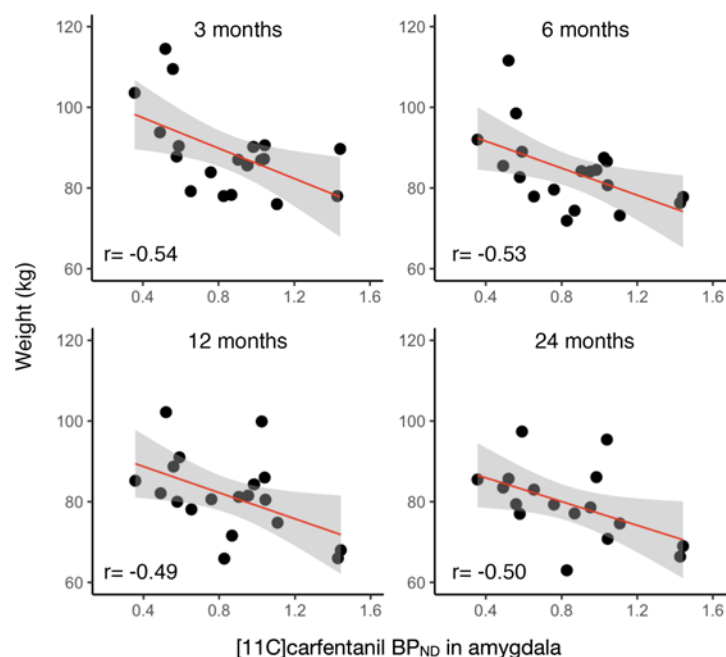 3 months
6 months
120
100
80
60
r= -0.54
0.4 0.8 1.2 1.6
120
100
80
60
r= -0.53
0.4 0.8 1.2 1.6
Weight (kg)
12 months
24 months
120
100
80
60
r= -0.49
0.4 0.8 1.2 1.6
120
100
80
60
r= -0.50
0.4 0.8 1.2 1.6
[11C]carfentanil BPND in amygdala